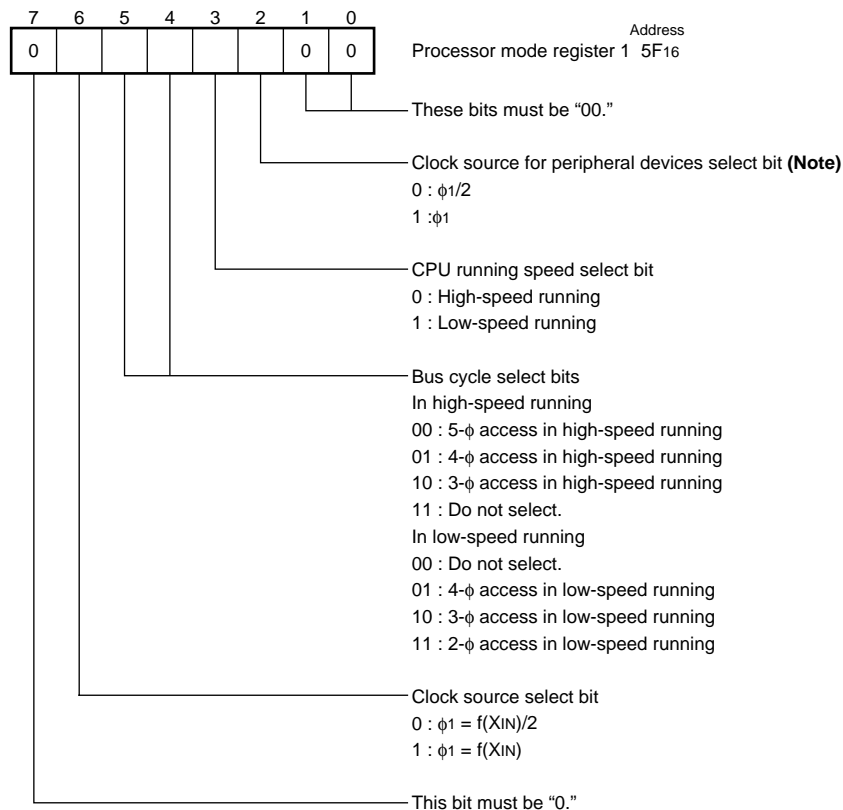 7 6 5 4 3 2 1 0
Address
0 0 0 Processor mode register 1 5F16
These bits must be “00.”
Clock source for peripheral devices select bit (Note)
0 : ϕ1/2
1 :ϕ1
CPU running speed select bit
0 : High-speed running
1 : Low-speed running
Bus cycle select bits
In high-speed running
00 : 5-ϕ access in high-speed running
01 : 4-ϕ access in high-speed running
10 : 3-ϕ access in high-speed running
11 : Do not select.
In low-speed running
00 : Do not select.
01 : 4-ϕ access in low-speed running
10 : 3-ϕ access in low-speed running
11 : 2-ϕ access in low-speed running
Clock source select bit
0 : ϕ1 = f(XIN)/2
1 : ϕ1 = f(XIN)
This bit must be “0.”